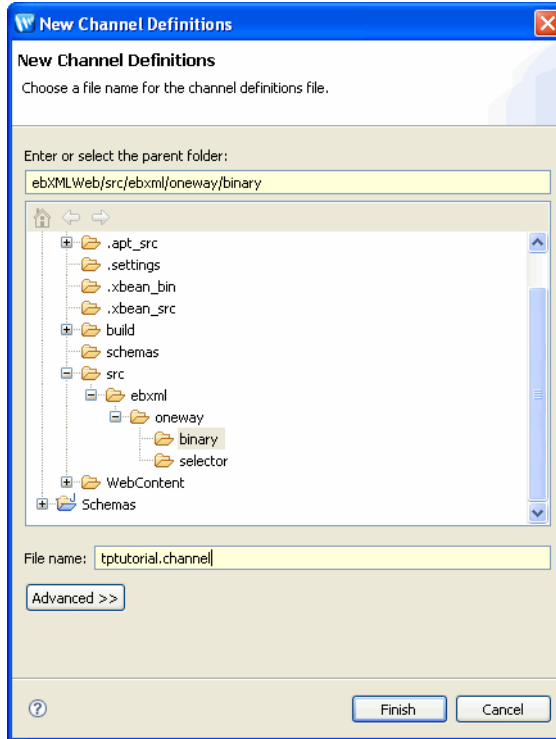 New Channel Definitions
New Channel Definitions
Choose a file name for the channel definitions file.
Enter or select the parent folder:
ebXMLWeb/src/ebxml/oneway/binary
.apt_src
.settings
.xbean_bin
.xbean_src
build
schemas
src
ebxml
oneway
binary
selector
WebContent
Schemas
File name: tptutorial.channel
Advanced >>
Finish Cancel